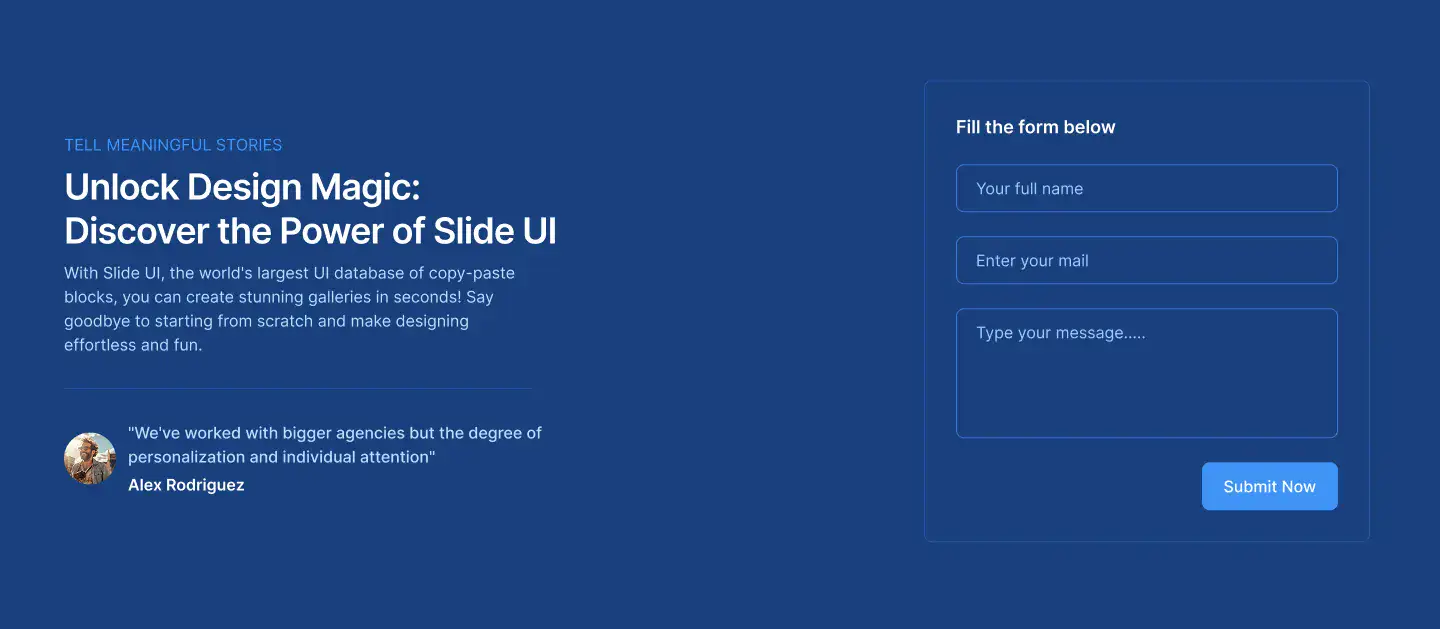 TELL MEANINGFUL STORIES
Unlock Design Magic:
Discover the Power of Slide UI
With Slide UI, the world's largest UI database of copy-paste
blocks, you can create stunning galleries in seconds! Say
goodbye to starting from scratch and make designing
effortless and fun.
"We've worked with bigger agencies but the degree of
personalization and individual attention"
Alex Rodriguez
Fill the form below
Your full name
Enter your mail
Type your message.....
Submit Now